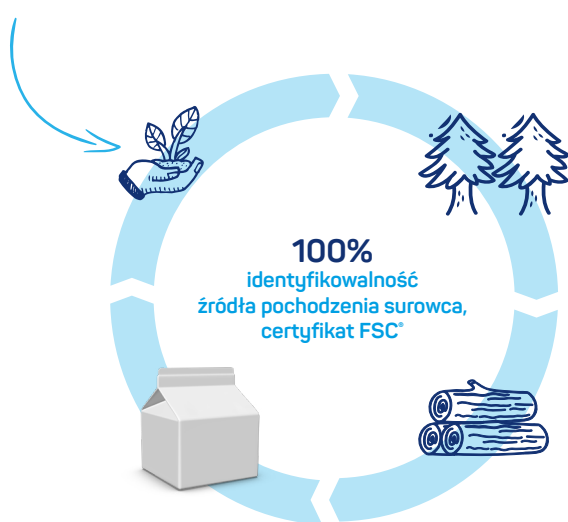 100%
identyfikowalność
źródła pochodzenia surowca,
certyfikat FSC®